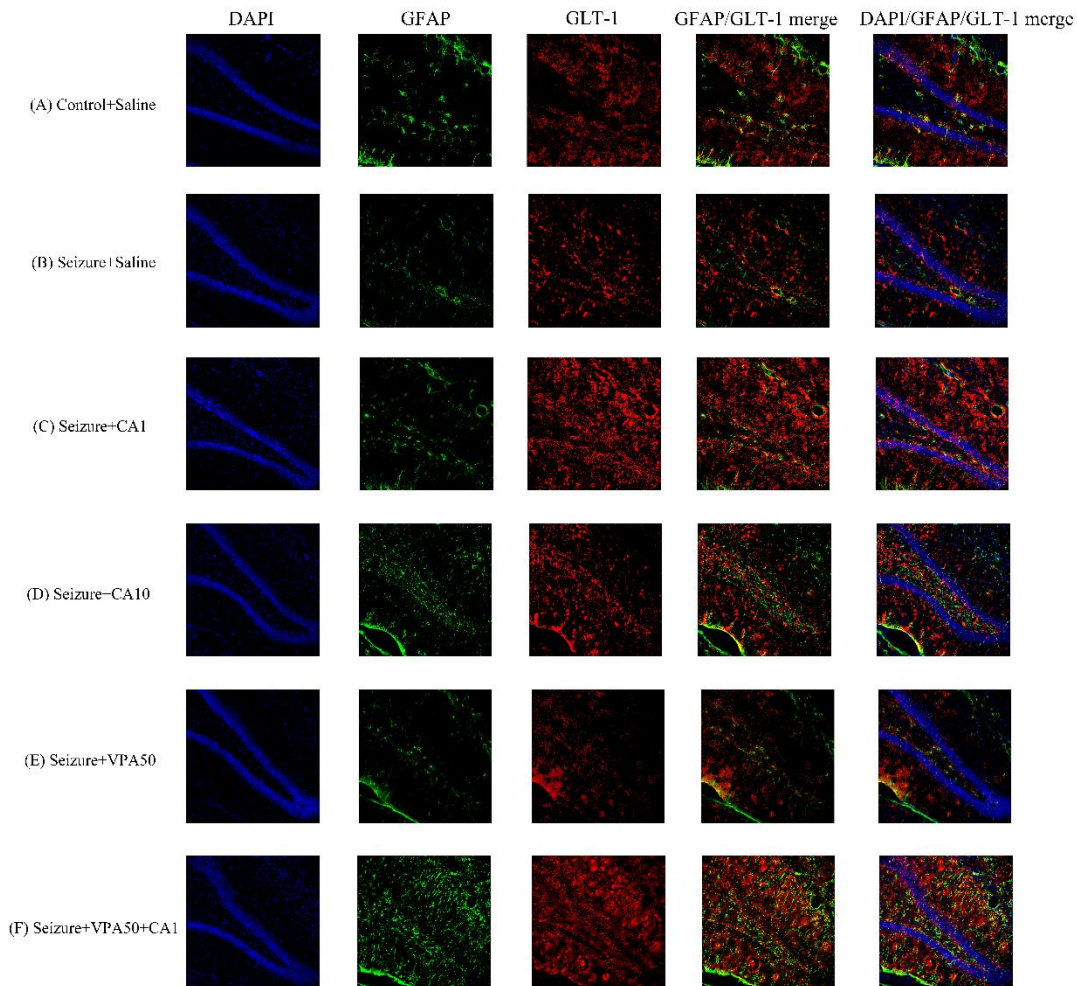 DAPI GFAP GLT-1 GFAP/GLT-1 merge DAPI/GFAP/GLT-1 merge
(A) Control+Saline
(B) Seizure+Saline
(C) Seizure+CA1
(D) Seizure+CA10
(E) Seizure+VPA50
(F) Seizure+VPA50+CA1